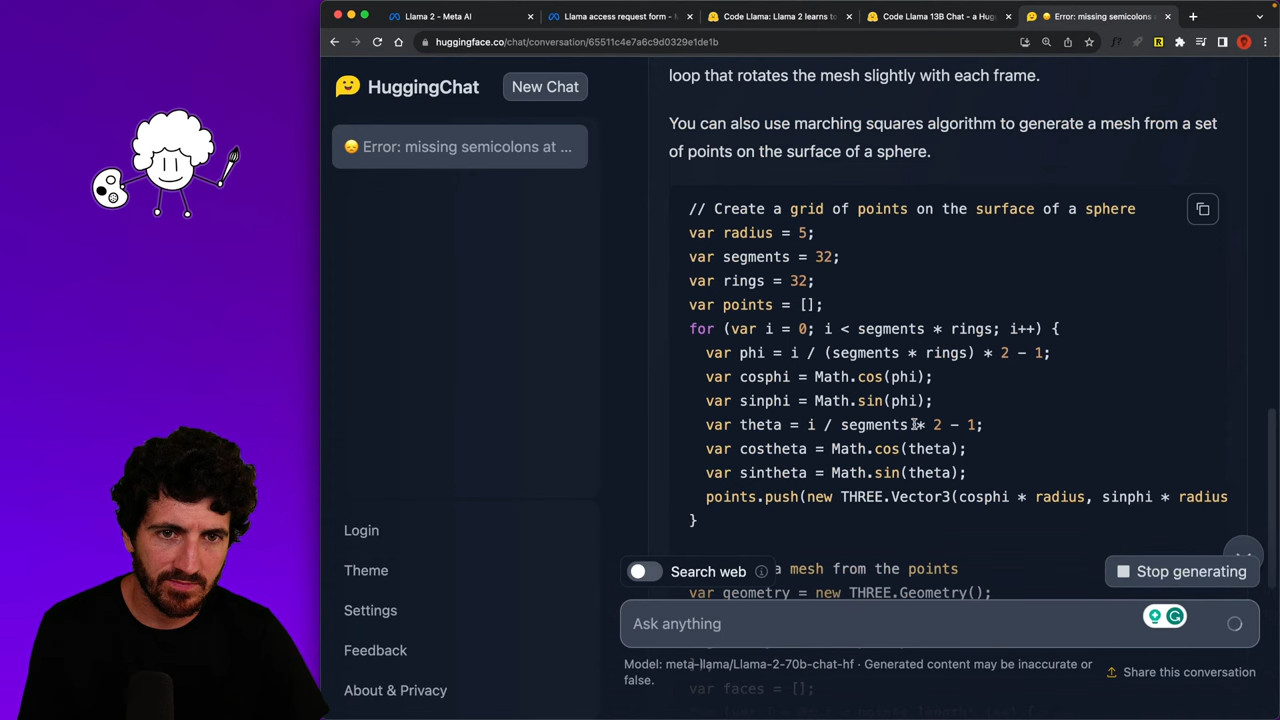 Llama 2 - Meta AI
Llama access request form -
Code Llama: Llama 2 learns to
Code Llama 13B Chat - a Hug
Error: missing semicolons a
huggingface.co/chat/conversation/65511c4e7a6c9d0329e1de1b
HuggingChat
New Chat
Error: missing semicolons at ...
loop that rotates the mesh slightly with each frame.
You can also use marching squares algorithm to generate a mesh from a set
of points on the surface of a sphere.
// Create a grid of points on the surface of a sphere
var radius = 5;
var segments = 32;
var rings = 32;
var points = [];
for (var i = 0; i < segments * rings; i++) {
var phi = i / (segments * rings) * 2 - 1;
var cosphi = Math.cos(phi);
var sinphi = Math.sin(phi);
var theta = i / segments * 2 - 1;
var costheta = Math.cos(theta);
var sintheta = Math.sin(theta);
points.push(new THREE.Vector3(cosphi * radius, sinphi * radius
}
a mesh from the points
var geometry = new THREE.Geometry();
var faces = [];
Search web
Stop generating
Ask anything
Model: meta-llama/Llama-2-70b-chat-hf · Generated content may be inaccurate or
false.
Share this conversation
Login
Theme
Settings
Feedback
About & Privacy